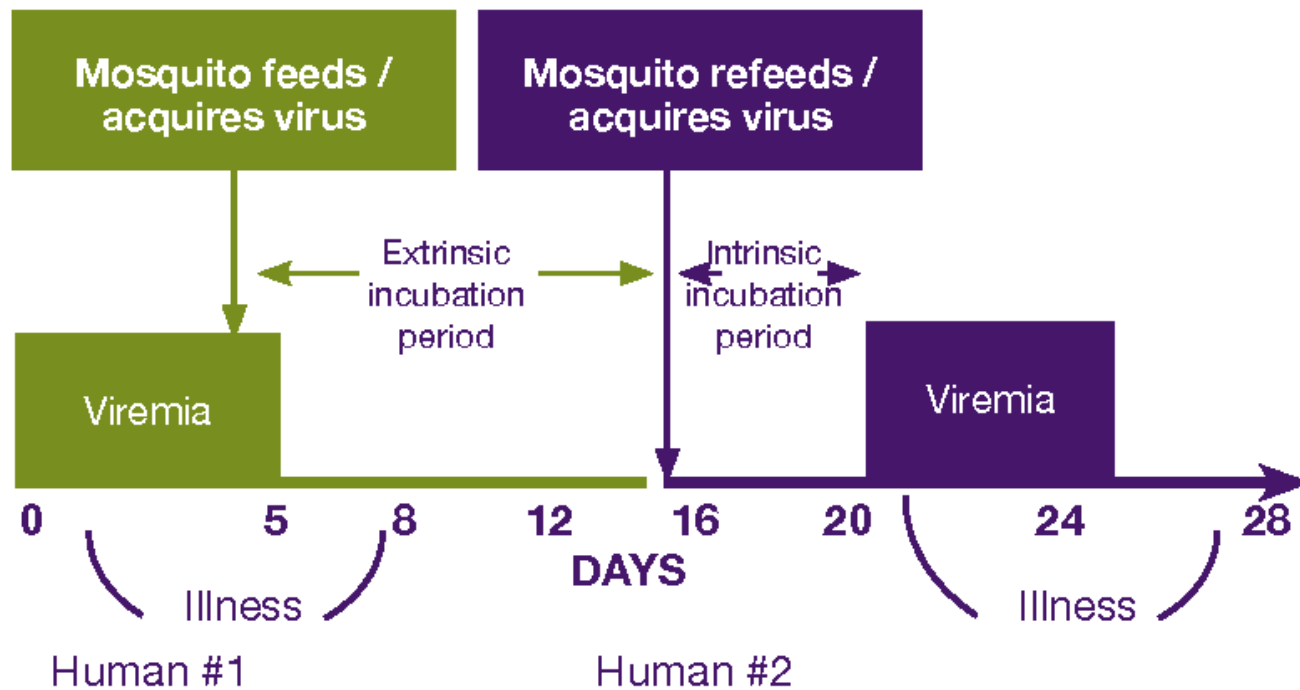 Mosquito feeds /
acquires virus
Mosquito refeeds /
acquires virus
Extrinsic
incubation
period
Intrinsic
incubation
period
Viremia
Viremia
0 5 8 12 16 20 24 28
DAYS
Illness
Illness
Human #1
Human #2